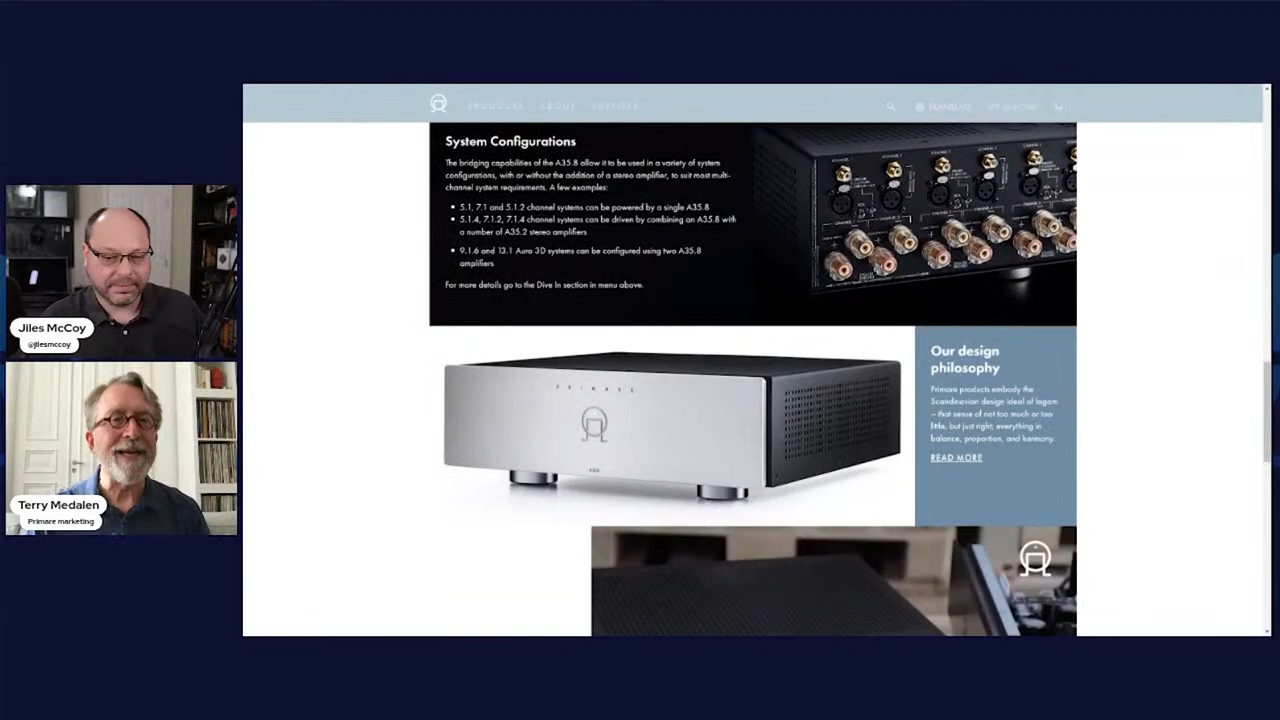 PRODUCTS ABOUT SUPPORT
System Configurations
The bridging capabilities of the A35.8 allow it to be used in a variety of system
configurations, with or without the addition of a stereo amplifier, to suit most multi-
channel system requirements. A few examples:
5.1, 7.1 and 5.1.2 channel systems can be powered by a single A35.8
5.1.4, 7.1.2, 7.1.4 channel systems can be driven by combining an A35.8 with
a number of A35.2 stereo amplifiers
9.1.6 and 13.1 Auro 3D systems can be configured using two A35.8
amplifiers
For more details go to the Dive In section in menu above.
Jiles McCoy
@jilesmccoy
PRIMARE
Our design
philosophy
Primare products embody the
Scandinavian design ideal of lagom
– that sense of not too much or too
little, but just right; everything in
balance, proportion, and harmony.
READ MORE
Terry Medalen
Primare marketing